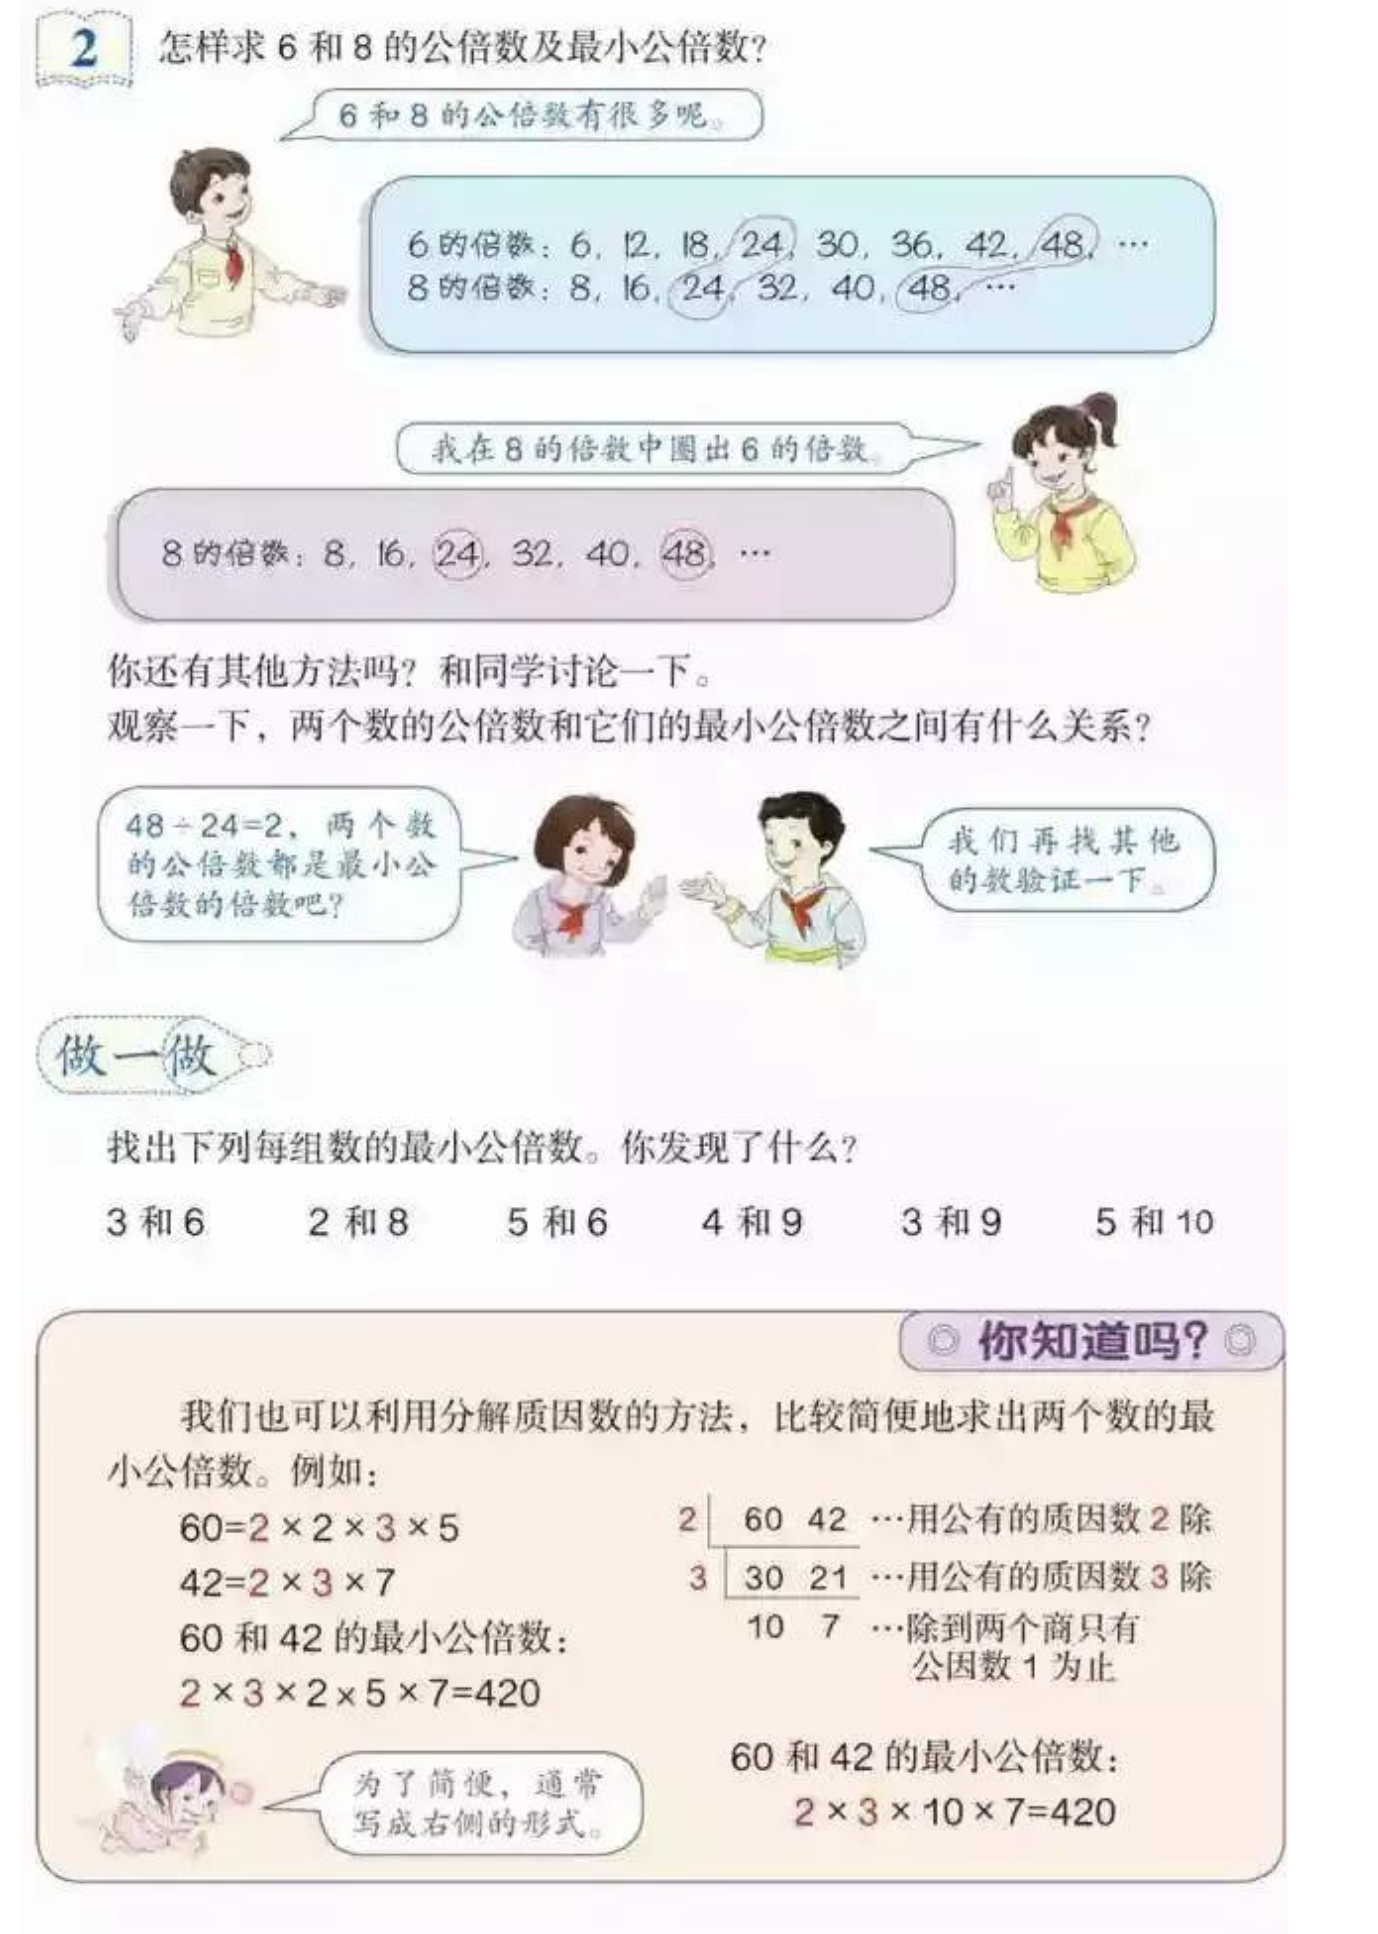 2 怎样求 6 和 8 的公倍数及最小公倍数？
6 和 8 的公倍数有很多呢。
6 的倍数：6，12，18，24，30，36，42，48，…
8 的倍数：8，16，24，32，40，48，…
我在 8 的倍数中圈出 6 的倍数。
8 的倍数：8，16，24，32，40，48，…
你还有其他方法吗？和同学讨论一下。
观察一下，两个数的公倍数和它们的最小公倍数之间有什么关系？
48÷24=2，两个数
的公倍数都是最小公
倍数的倍数吧？
我们再找其他
的数验证一下。
做一做
找出下列每组数的最小公倍数。你发现了什么？
3 和 6 2 和 8 5 和 6 4 和 9 3 和 9 5 和 10
你知道吗？
我们也可以利用分解质因数的方法，比较简便地求出两个数的最
小公倍数。例如：
60=2×2×3×5
42=2×3×7
60 和 42 的最小公倍数：
2×3×2×5×7=420
为了简便，通常
写成右侧的形式。
2 60 42 …用公有的质因数 2 除
3 30 21 …用公有的质因数 3 除
10 7 …除到两个商只有
公因数 1 为止
60 和 42 的最小公倍数：
2×3×10×7=420